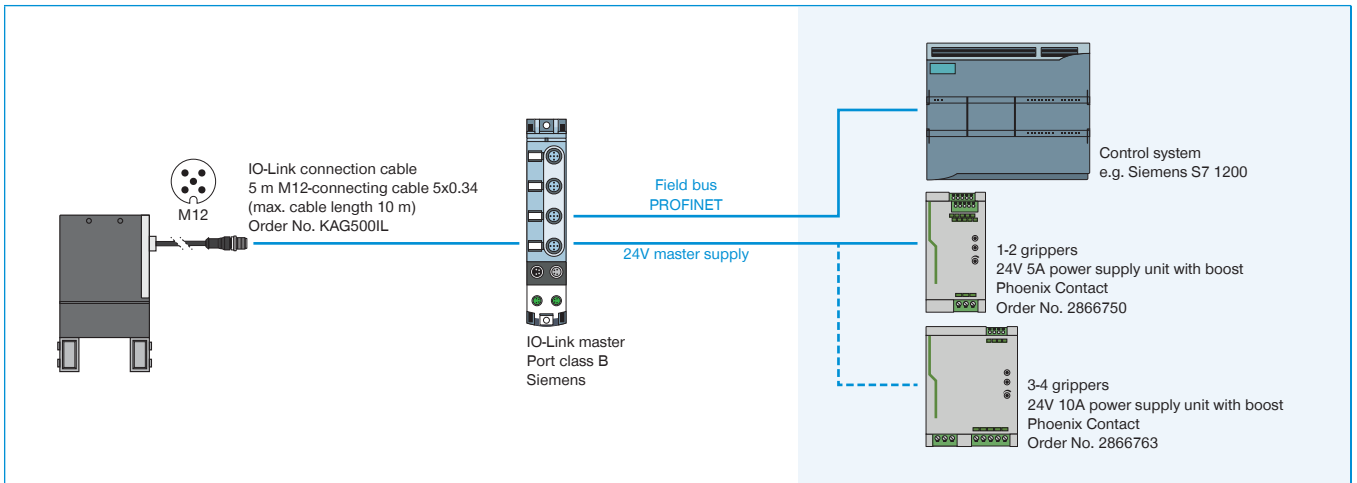 M12
IO-Link connection cable
5 m M12-connecting cable 5x0.34
(max. cable length 10 m)
Order No. KAG500IL
IO-Link master
Port class B
Siemens
Field bus
PROFINET
24V master supply
Control system
e.g. Siemens S7 1200
1-2 grippers
24V 5A power supply unit with boost
Phoenix Contact
Order No. 2866750
3-4 grippers
24V 10A power supply unit with boost
Phoenix Contact
Order No. 2866763